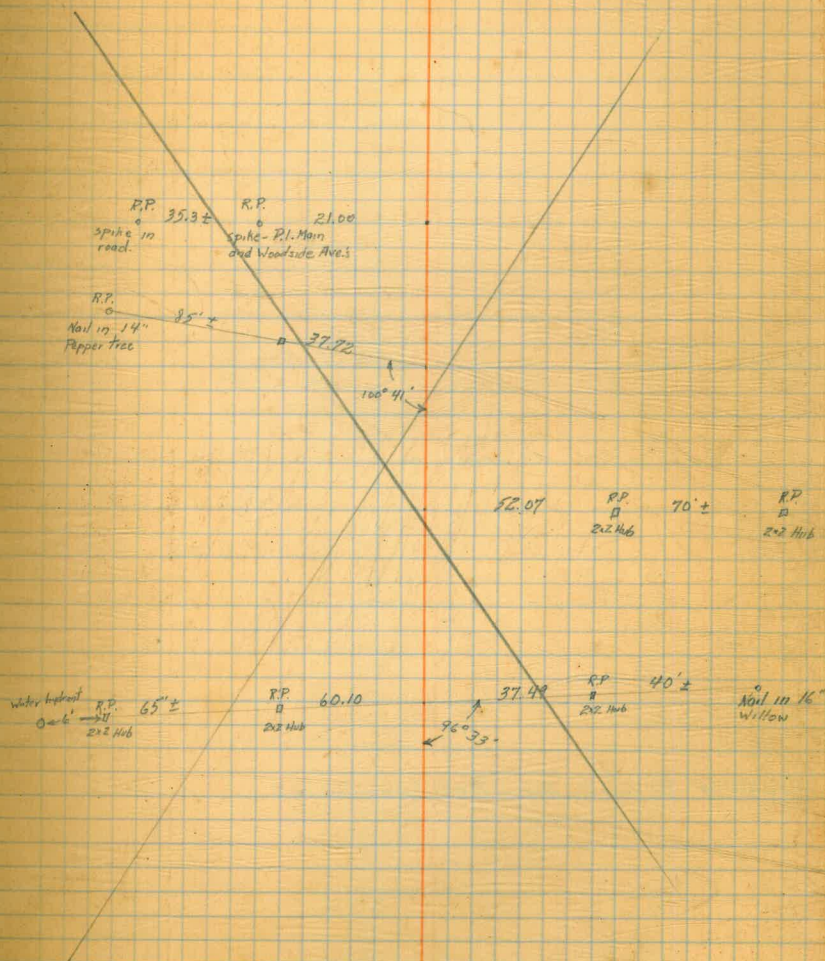 R.P. 35.3± R.P. 21.00
spike in
road.
spike - P.I. Main
and Woodside Ave.s
R.P. 85'±
Nail in 14"
Pepper tree
37.72
100° 41'
52.07 R.P. 70'± R.P.
2x2 Hub 2x2 Hub
water hydrant
6' R.P. 65'± R.P. 60.10 37.49 R.P. 40'±
2x2 Hub 2x2 Hub 2x2 Hub
Nail in 16"
Willow
96° 33'